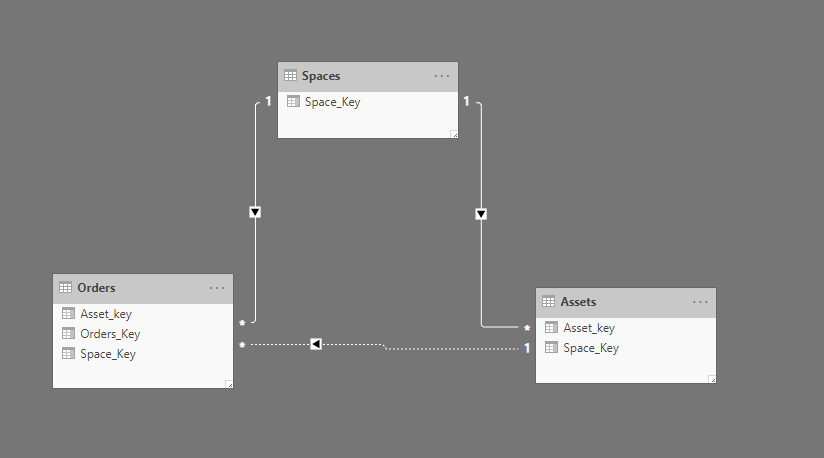 Spaces
Space_Key
1
1
Orders
Asset_key
Orders_Key
Space_Key
*
*
Assets
Asset_key
Space_Key
*
1